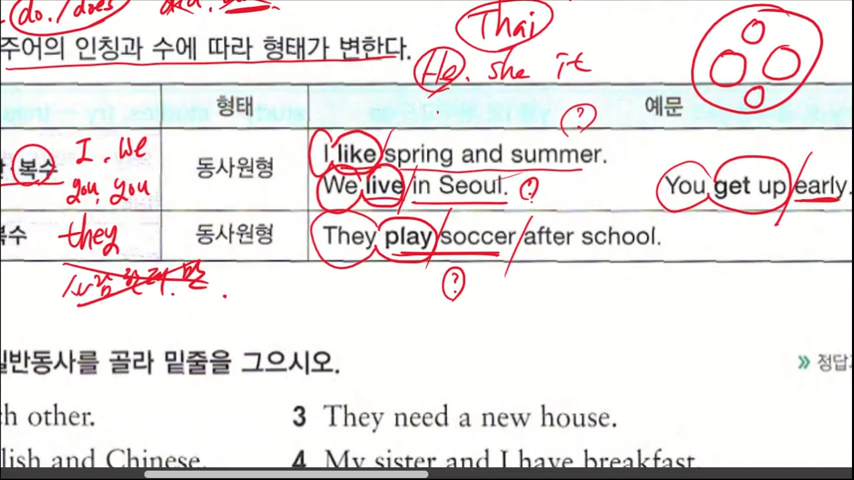 do. / does
Thai
주어의 인칭과 수에 따라 형태가 변한다.
He. she it
형태
예문
복수
I. we
you, you
동사원형
I like spring and summer.
We live in Seoul.
You get up early.
복수
they
동사원형
They play soccer after school.
일반동사를 골라 밑줄을 그으시오.
정답
ch other.
3 They need a new house.
lish and Chinese.
4 My sister and I have breakfast